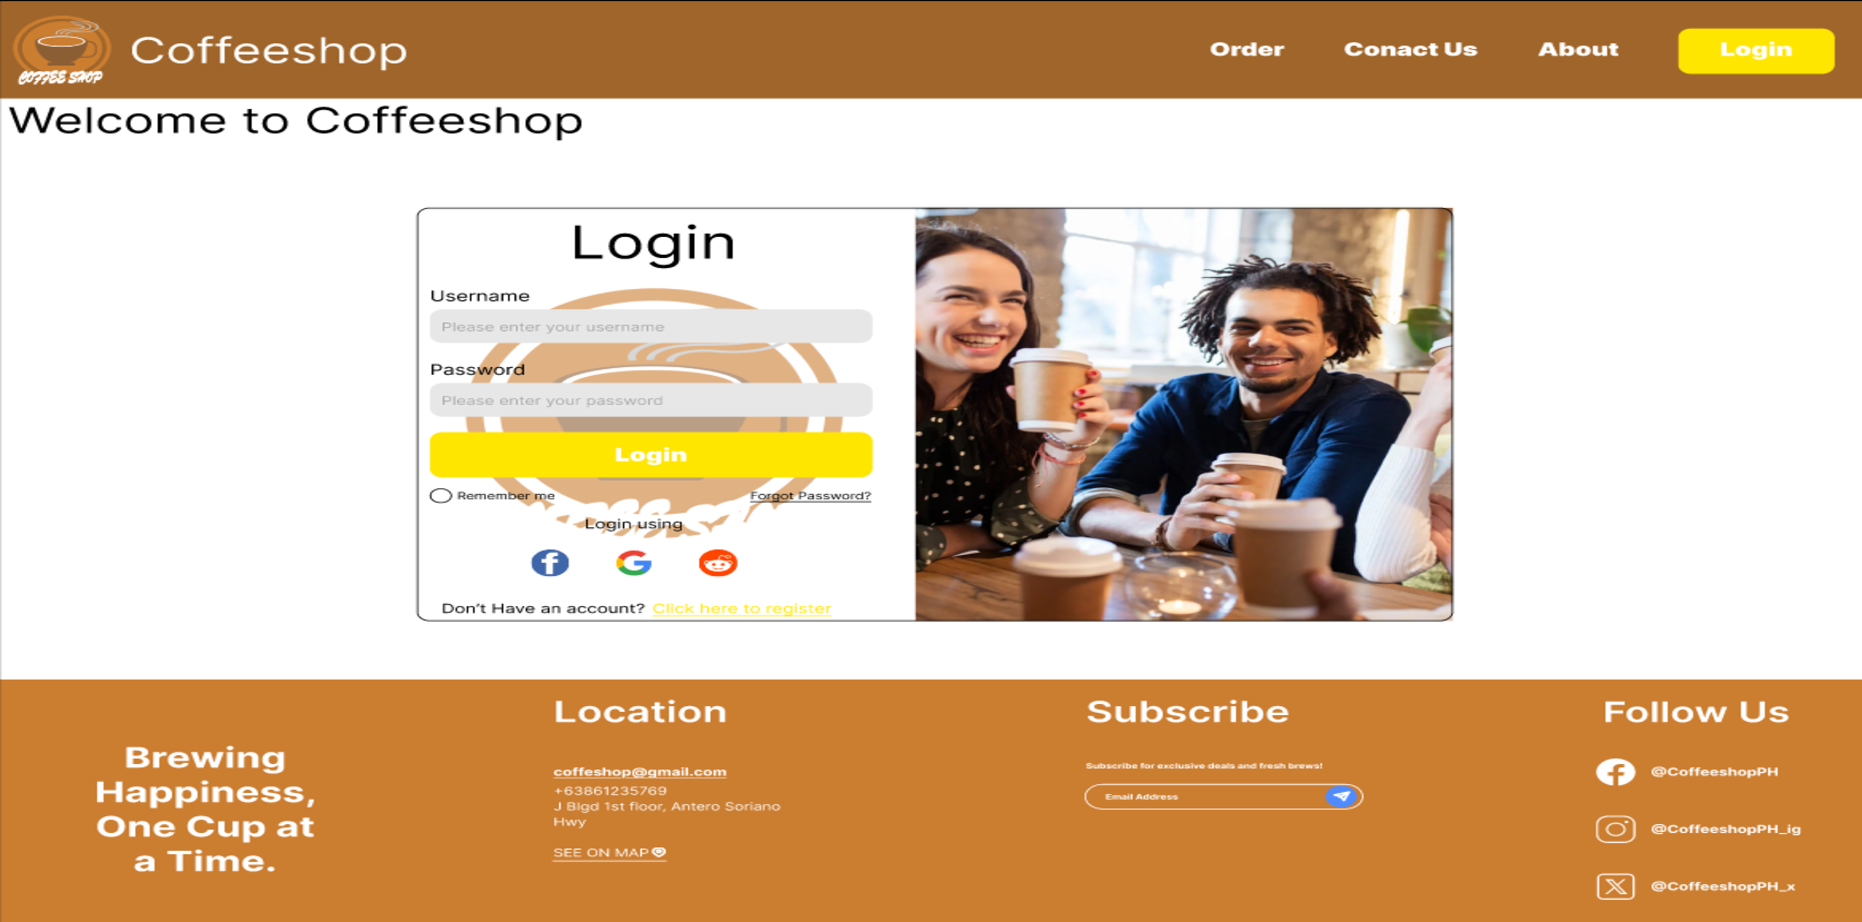 COFFEE SHOP
Coffeeshop
Order
Conact Us
About
Login
Welcome to Coffeeshop
Login
Username
Please enter your username
Password
Please enter your password
Login
Remember me
Forgot Password?
Login using
Don't Have an account? Click here to register
Brewing
Happiness,
One Cup at
a Time.
Location
coffeshop@gmail.com
+63861235769
J Blgd 1st floor, Antero Soriano
Hwy
SEE ON MAP
Subscribe
Subscribe for exclusive deals and fresh brews!
Email Address
Follow Us
@CoffeeshopPH
@CoffeeshopPH_ig
@CoffeeshopPH_x